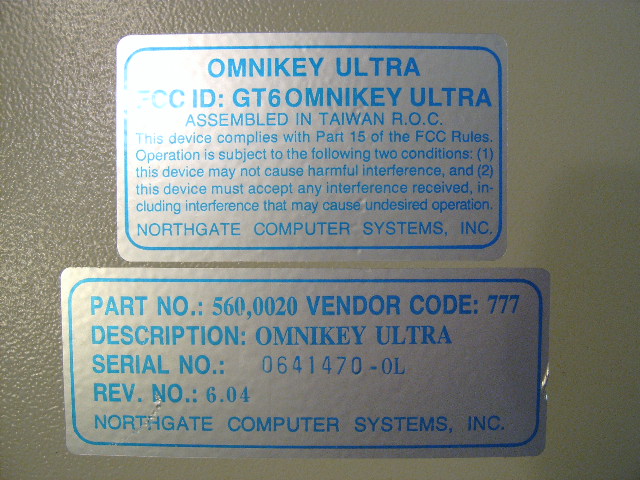 OMNIKEY ULTRA
FCC ID: GT6OMNIKEY ULTRA
ASSEMBLED IN TAIWAN R.O.C.
This device complies with Part 15 of the FCC Rules.
Operation is subject to the following two conditions: (1)
this device may not cause harmful interference, and (2)
this device must accept any interference received, in-
cluding interference that may cause undesired operation.
NORTHGATE COMPUTER SYSTEMS, INC.
PART NO.: 560,0020 VENDOR CODE: 777
DESCRIPTION: OMNIKEY ULTRA
SERIAL NO.: 0641470-0L
REV. NO.: 6.04
NORTHGATE COMPUTER SYSTEMS, INC.